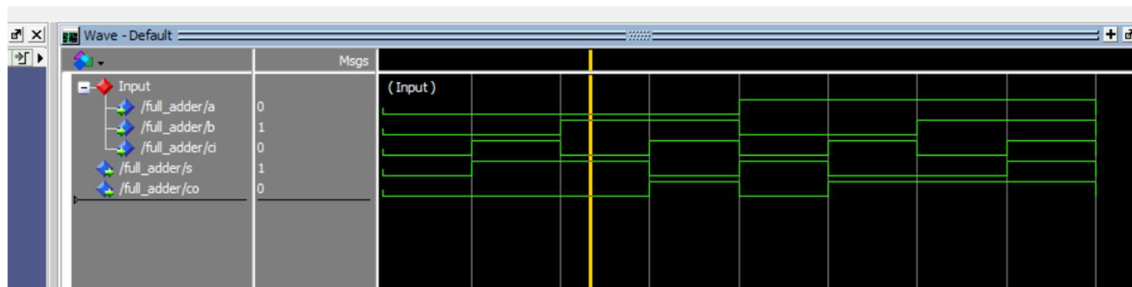 Wave - Default
Msgs
Input
(Input)
/full_adder/a
0
/full_adder/b
1
/full_adder/ci
0
/full_adder/s
1
/full_adder/co
0